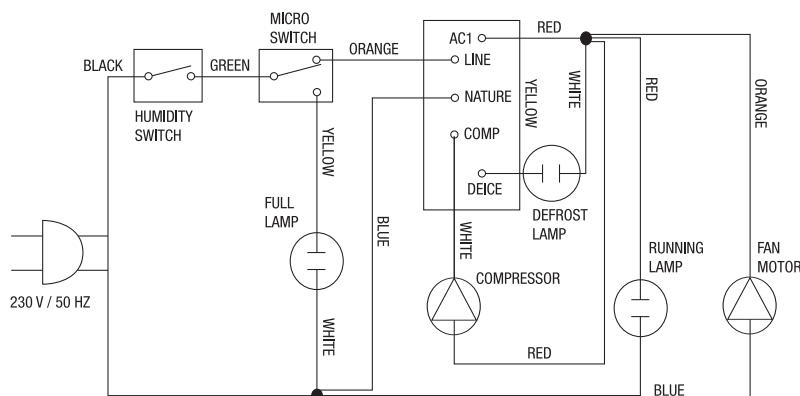 MICRO
SWITCH
BLACK
GREEN
ORANGE
HUMIDITY
SWITCH
AC1
LINE
NATURE
COMP
DEICE
RED
YELLOW
WHITE
RED
ORANGE
YELLOW
FULL
LAMP
BLUE
WHITE
DEFROST
LAMP
COMPRESSOR
RUNNING
LAMP
FAN
MOTOR
230 V / 50 HZ
WHITE
RED
BLUE